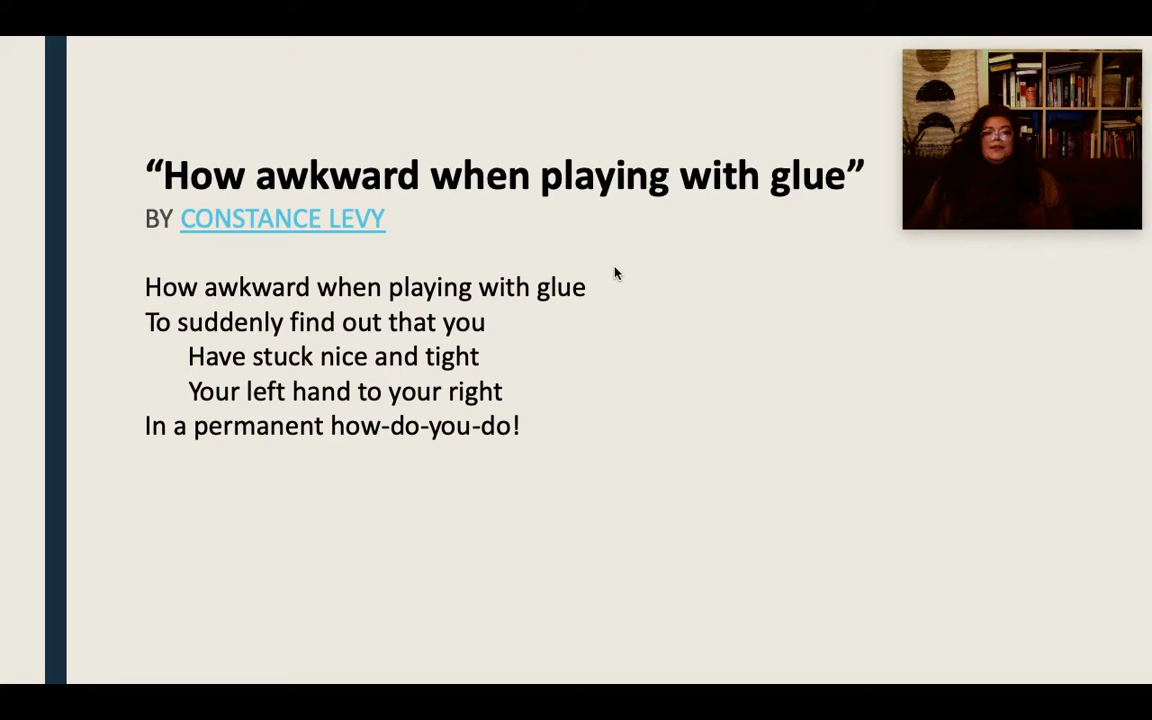 “How awkward when playing with glue”
BY CONSTANCE LEVY
How awkward when playing with glue
To suddenly find out that you
Have stuck nice and tight
Your left hand to your right
In a permanent how-do-you-do!